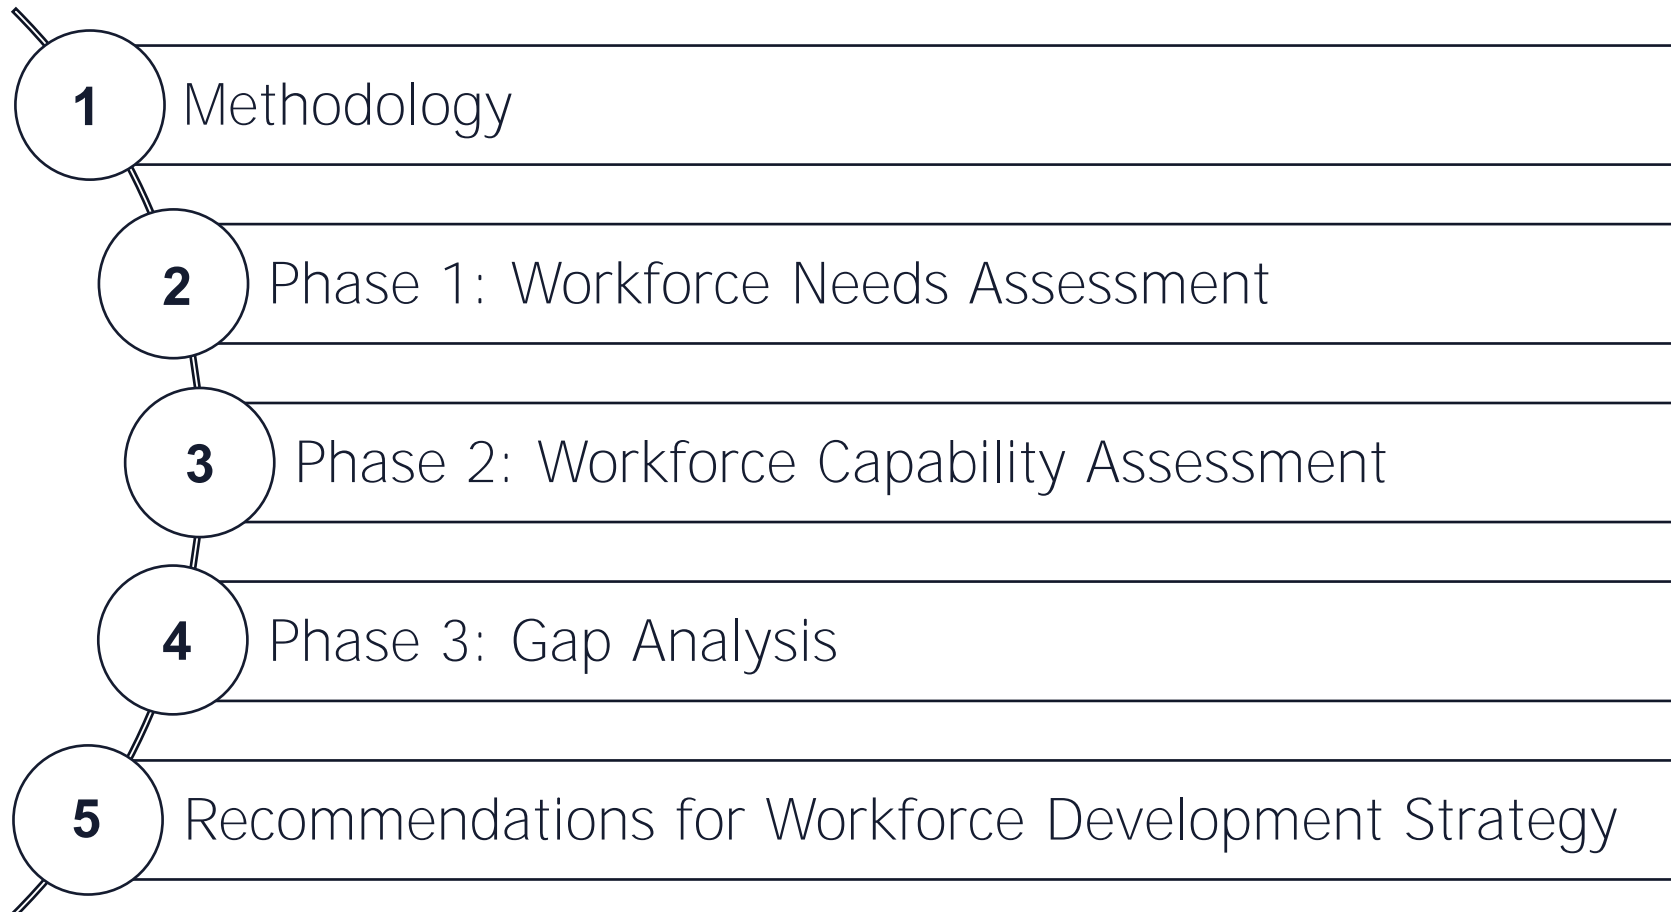 1 Methodology
2 Phase 1: Workforce Needs Assessment
3 Phase 2: Workforce Capability Assessment
4 Phase 3: Gap Analysis
5 Recommendations for Workforce Development Strategy